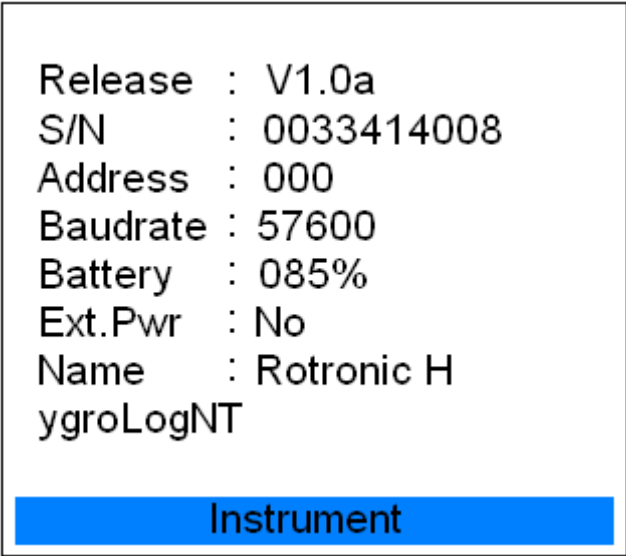 Release : V1.0a
S/N : 0033414008
Address : 000
Baudrate : 57600
Battery : 085%
Ext.Pwr : No
Name : Rotronic H
ygroLogNT
Instrument